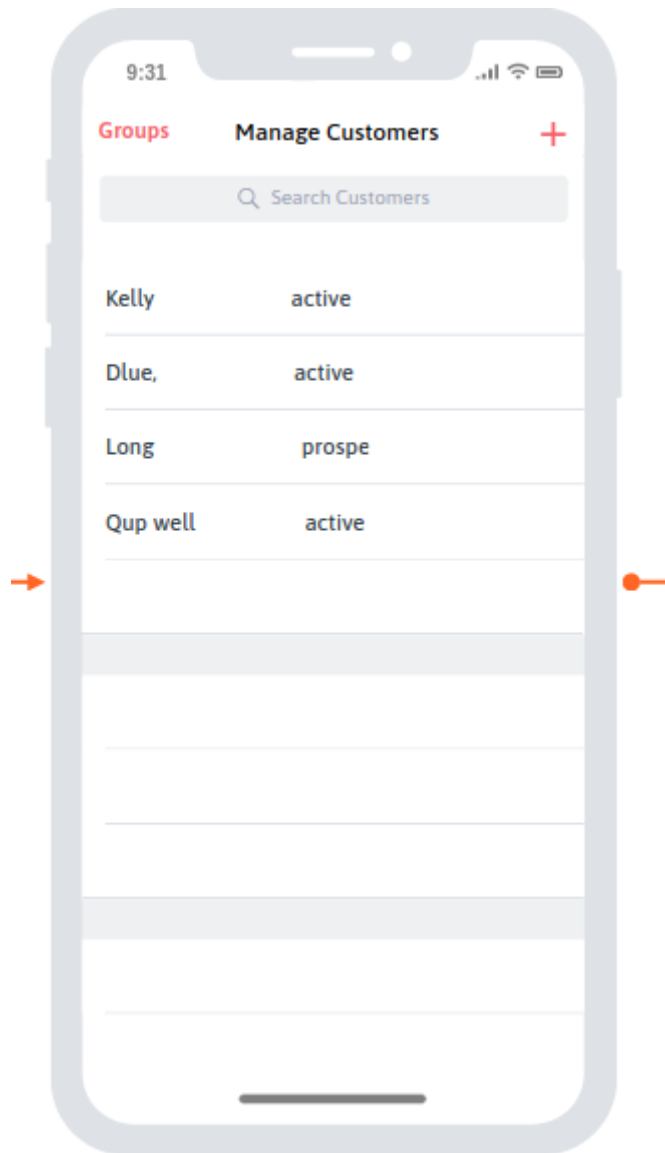 9:31
Groups Manage Customers +
Search Customers
Kelly active
Dlue, active
Long prospe
Qup well active